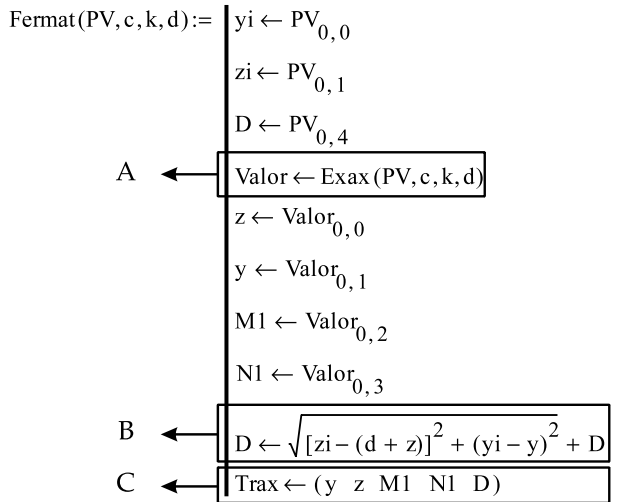 Fermat(PV,c,k,d):= yi ← PV₀,₀
zi ← PV₀,₁
D ← PV₀,₄
A Valor ← Exax(PV,c,k,d)
z ← Valor₀,₀
y ← Valor₀,₁
M1 ← Valor₀,₂
N1 ← Valor₀,₃
B D ← √([zi−(d+z)]² + (yi−y)²) + D
C Trax ← (y z M1 N1 D)